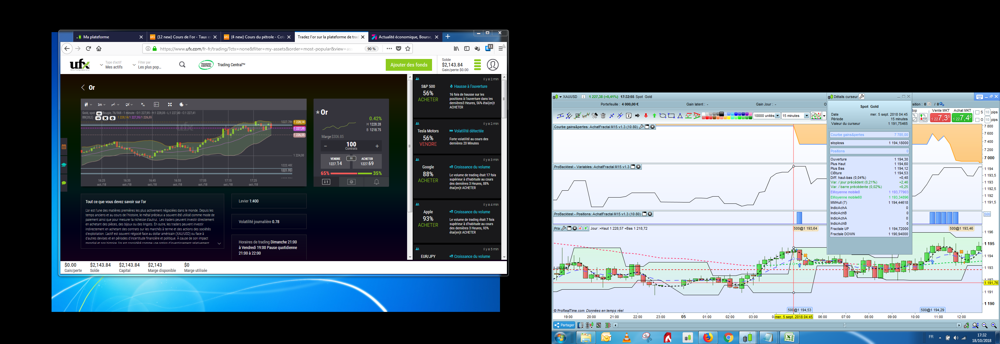 Ma plateforme
(12 new) Cours de l'or - Taux e
(4 new) Cours du pétrole - Cota
Tradez l'or sur la plateforme de trad
Actualité économique, Bourse,
https://www.ufx.com/fr-fr/trading/?ctx=none&filter=my-assets&order=most-popular&view=as
90 %
11
ufx
Type d'actif
Mes actifs
Filter par
Les plus pop...
TRADING CENTRAL
Trading Central™
Ajouter des fonds
Solde
$2,143.84
Gain/perte $0.00
Or
1m
Gold, spot Bougie, 76/568 - 1 minute - O:1 227,95 - H:1 228,05 - L:1 227,40 - C:1 227,41
BB(20;2) 1 228,14/1 227,35/1 226,55
1 228,14
1 227,35
1 226,55
1 224,00
16:25 16:35 16:45 16:55 17:05 17:15 17:25
oct./18 oct./18 oct./18 oct./18 oct./18 oct./18 oct./18
Or
0.42%
H 1228.28
B 1218.75
Marge $306.85
100
Contrats
VENDRE
1227.14
55
ACHETER
1227.69
65%
35%
Tout ce que vous devez savoir sur l'or
L'or est l'une des matières premières les plus activement négociées dans le monde. Depuis les
temps anciens et au cours de l'histoire, le métal précieux a souvent été utilisé comme mode de
paiement ainsi que pour mesurer la richesse d'autrui. Les traders peuvent investir directement
en achetant des pièces, des bijoux ou des lingots. En outre, les traders peuvent investir
indirectement en achetant des contrats sur les marchés à terme et des actions des sociétés
d'exploitation. L'actif est souvent négocié face au dollar américain (XAU/USD) ou face à
d'autres devises et en périodes d'incertitude financière et politique. À cause de son impact
mondial et son histoire, l'or est considéré comme une option d'investissement relativement
Levier 1:400
Volatilité journalière 0.78
Horaires de trading Dimanche 21:00
à Vendredi 19:00 Pause quotidienne
21:00 à 22:00
Il y a 2 min
S&P 500
56%
ACHETER
Hausse à l'ouverture
16 fois de hausse sur les
positions à l'ouverture dans les
dernières3 Heures, 56% étai(en)t
ACHETER
Il y a 2 min
Tesla Motors
56%
VENDRE
Volatilité détectée
Forte volatilité au cours des
dernières 20 Minutes
Il y a 3 min
Google
88%
ACHETER
Croissance du volume
Le volume de trading était 17 fois
supérieur à d'habitude au cours
des dernières 3 Heures, 88%
étai(en)t ACHETER
Il y a 4 min
Apple
93%
ACHETER
Croissance du volume
Le volume de trading était 7 fois
supérieur à d'habitude au cours
des dernières 3 Heures, 93%
étai(en)t ACHETER
Il y a 5 min
EUR/JPY
Croissance du volume
$0.00
Gain/perte
$2,143.84
Solde
$2,143.84
Capital
$2,143
Marge disponible
$0
Marge utilisée
XAUUSD
1 227,38 (+0,41%) 17:32:55 Spot Gold
Portefeuille : 4 000,00 €
Gain latent : -
Gain Jour : -
sition : 0 / 0
10000 unités
15 minutes
top
Vente MKT
1 227,3⁵
Achat MKT
1 227,4⁰
S 10 pips
O 10 pips
Courbe gains&pertes: AchatFractal M15 v1.3 (10 80)
7 800
7 600
7 400
7 200
7 000
ProBacktest - Variables: AchatFractal M15 v1.3
1 194
1 193,5
1 193
1 192,5
1 192
1 191,5
ProBacktest - Positions: AchatFractal M15 v1.3 (10 80)
500
Prix
Jour :+Haut 1 228,57 +Bas 1 218,72
500@1 193,64
500@1 193,46
1 196
1 195
1 194
1 193
1 192
1 191,76
1 191
1 190
1 192,86
500@1 194,53
500@1 194,29
© ProRealTime.com Données en temps réel
19:00 20:00 21:00 22:00 23:00 05 01:00 02:00 03:00 mer. 5 sept. 2018 04:45 06:00 07:00 08:00 09:00 10:00 11:00 12:00
Détails curseur
Spot Gold
Date mer. 5 sept. 2018 04:45
Période 15 minutes
Valeur du curseur 1 191,75465
Courbe gains&pertes 7 785,00
stoploss 1 194,18000
Positions 0
Ouverture 1 194,30
Plus Haut 1 194,60
Plus Bas 1 194,12
Clôture 1 194,53
Diff. haut-bas (0,04%) +0,48
Var. / jour précédent (0,21%) +2,46
Var. / barre précédente (0,02%) +0,25
EMoyenne mobile8 1 193,77903
EMoyenne mobile60 1 193,34896
MMHull (7) 1 194,44618
IndicAchA 0
IndicAchB 0
IndicAchA 0
IndicAchB 0
Fractale UP 1 194,72000
Fractale DOWN 1 190,94000
Partager
FR
17:32
18/10/2018